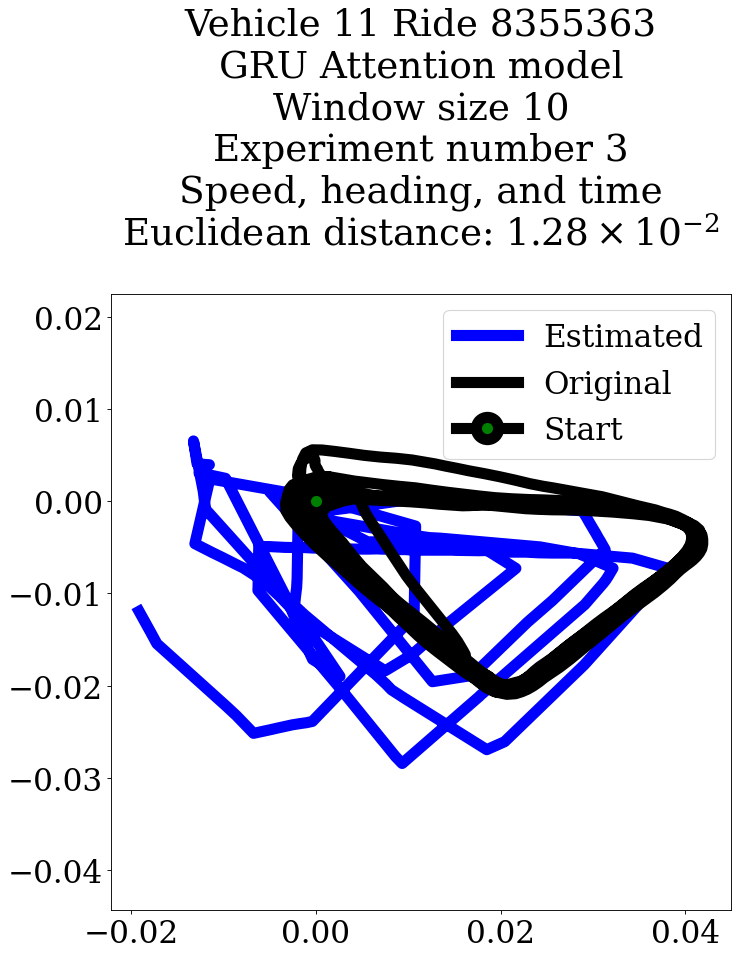 Vehicle 11 Ride 8355363
GRU Attention model
Window size 10
Experiment number 3
Speed, heading, and time
Euclidean distance: 1.28 × 10⁻²
Estimated
Original
Start
0.02
0.01
0.00
−0.01
−0.02
−0.03
−0.04
−0.02 0.00 0.02 0.04